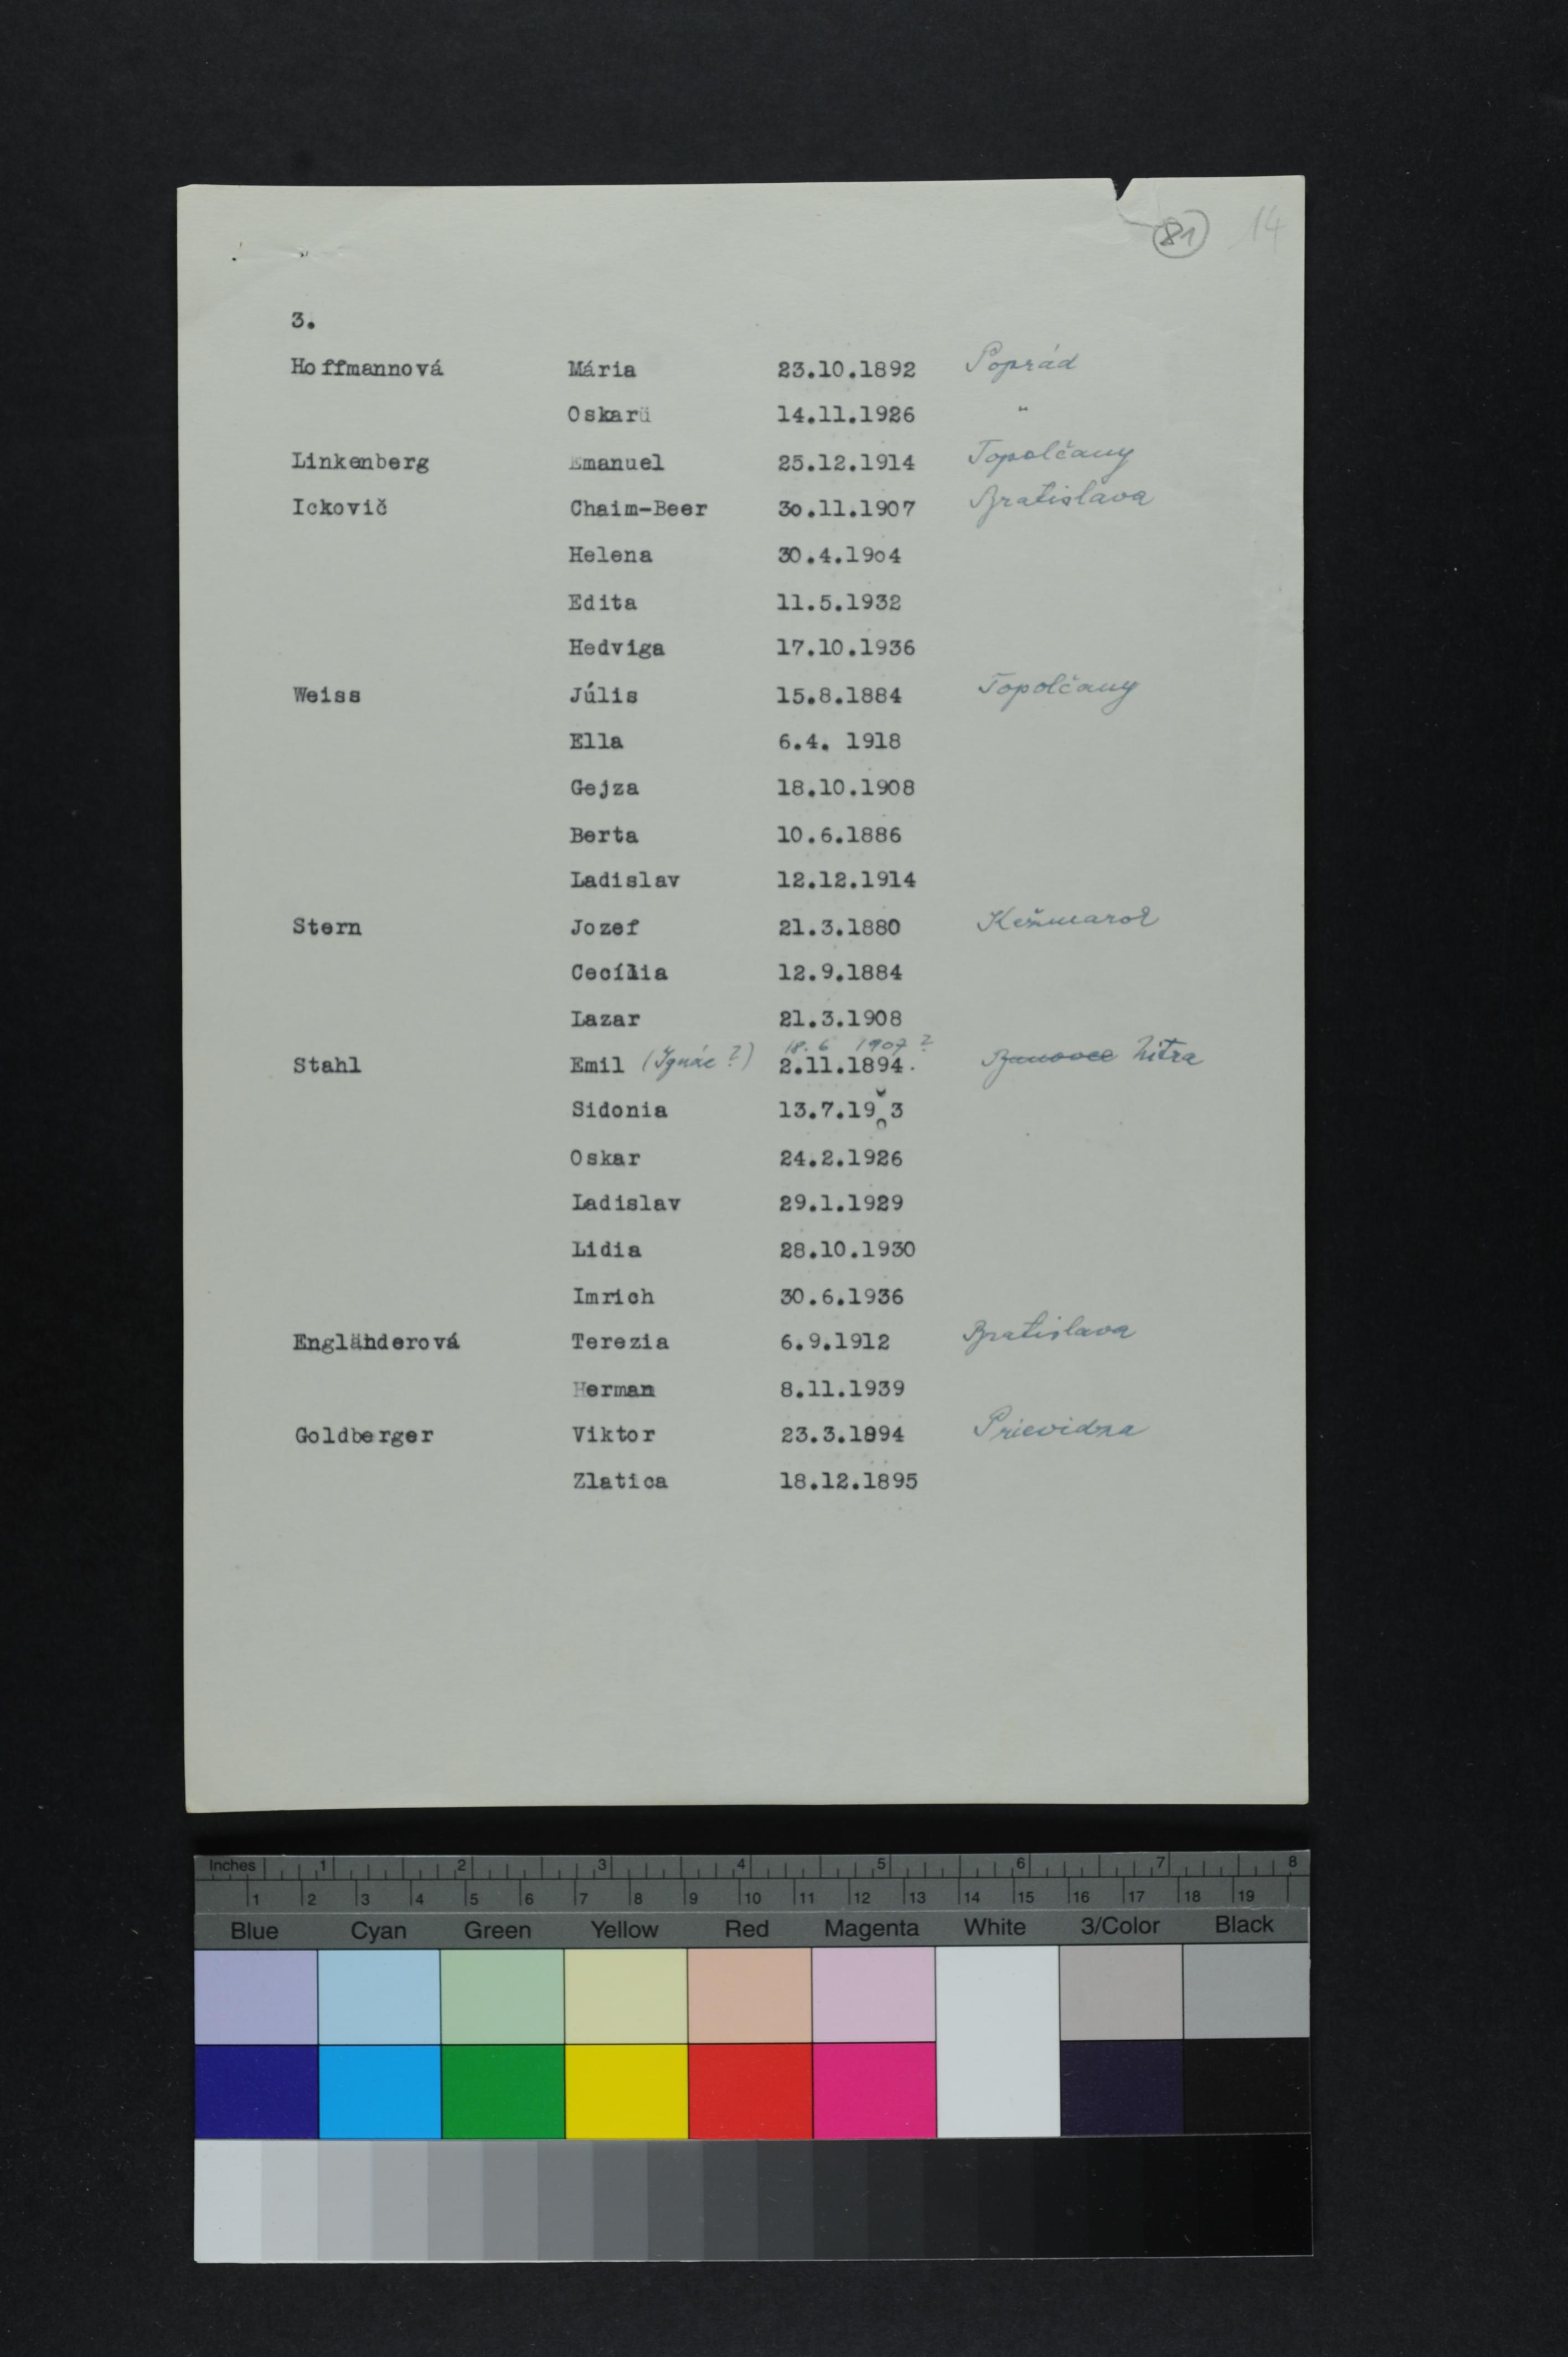 81 14
3.
Hoffmannová Mária 23.10.1892 Poprád
Oskarü 14.11.1926 "
Linkenberg Emanuel 25.12.1914 Topolčany
Ickovič Chaim-Beer 3o.11.1907 Bratislava
Helena 30.4.19o4
Edita 11.5.1932
Hedviga 17.10.1936
Weiss Júlis 15.8.1884 Topolčany
Ella 6.4. 1918
Gejza 18.10.1908
Berta 10.6.1886
Ladislav 12.12.1914
Stern Jozef 21.3.1880 Kežmarok
Cecília 12.9.1884
Lazar 21.3.1908
18.6 1907 ?
Stahl Emil (Ignác ?) 2.11.1894. Banovce Nitra
Sidonia 13.7.1903
Oskar 24.2.1926
Ladislav 29.1.1929
Lidia 28.10.1930
Imrich 30.6.1936
Engländerová Terezia 6.9.1912 Bratislava
Herman 8.11.1939
Goldberger Viktor 23.3.1894 Prievidza
Zlatica 18.12.1895
Inches 1 2 3 4 5 6 7 8
1 2 3 4 5 6 7 8 9 10 11 12 13 14 15 16 17 18 19
Blue Cyan Green Yellow Red Magenta White 3/Color Black